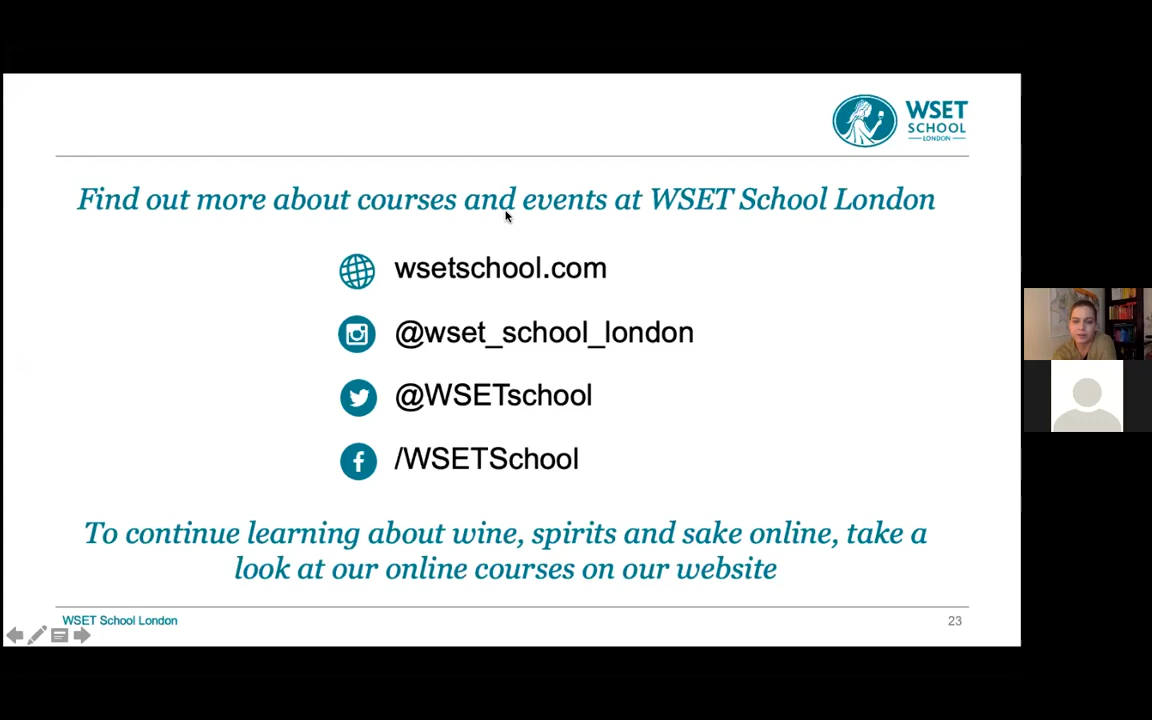 WSET
SCHOOL
LONDON
Find out more about courses and events at WSET School London
wsetschool.com
@wset_school_london
@WSETschool
/WSETSchool
To continue learning about wine, spirits and sake online, take a
look at our online courses on our website
WSET School London
23